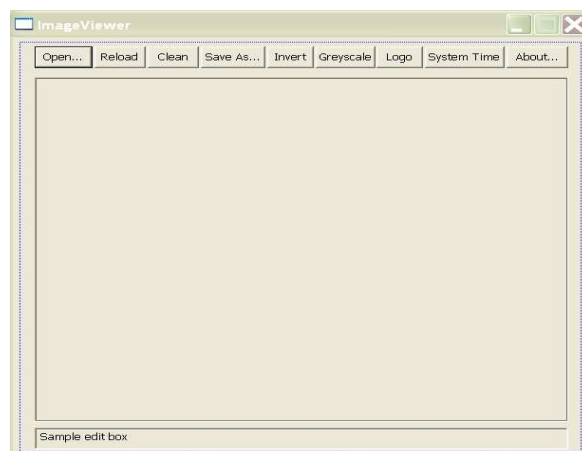 ImageViewer
Open... Reload Clean Save As... Invert Greyscale Logo System Time About...
Sample edit box